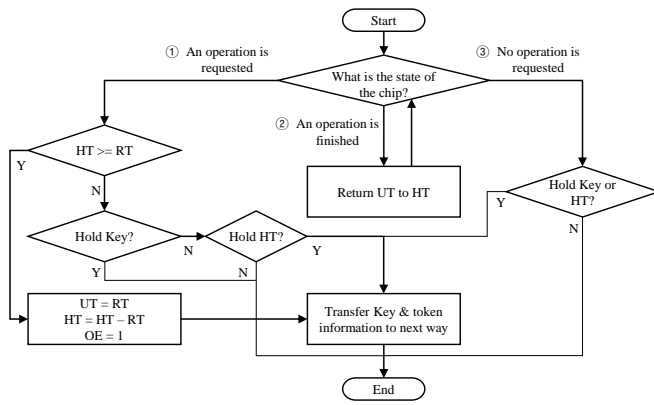 Start
① An operation is
requested
③ No operation is
requested
What is the state of
the chip?
② An operation is
finished
HT >= RT
Y
N
Return UT to HT
Hold Key or
HT?
Y
N
Hold Key?
N
Y
Hold HT?
Y
N
UT = RT
HT = HT – RT
OE = 1
Transfer Key & token
information to next way
End